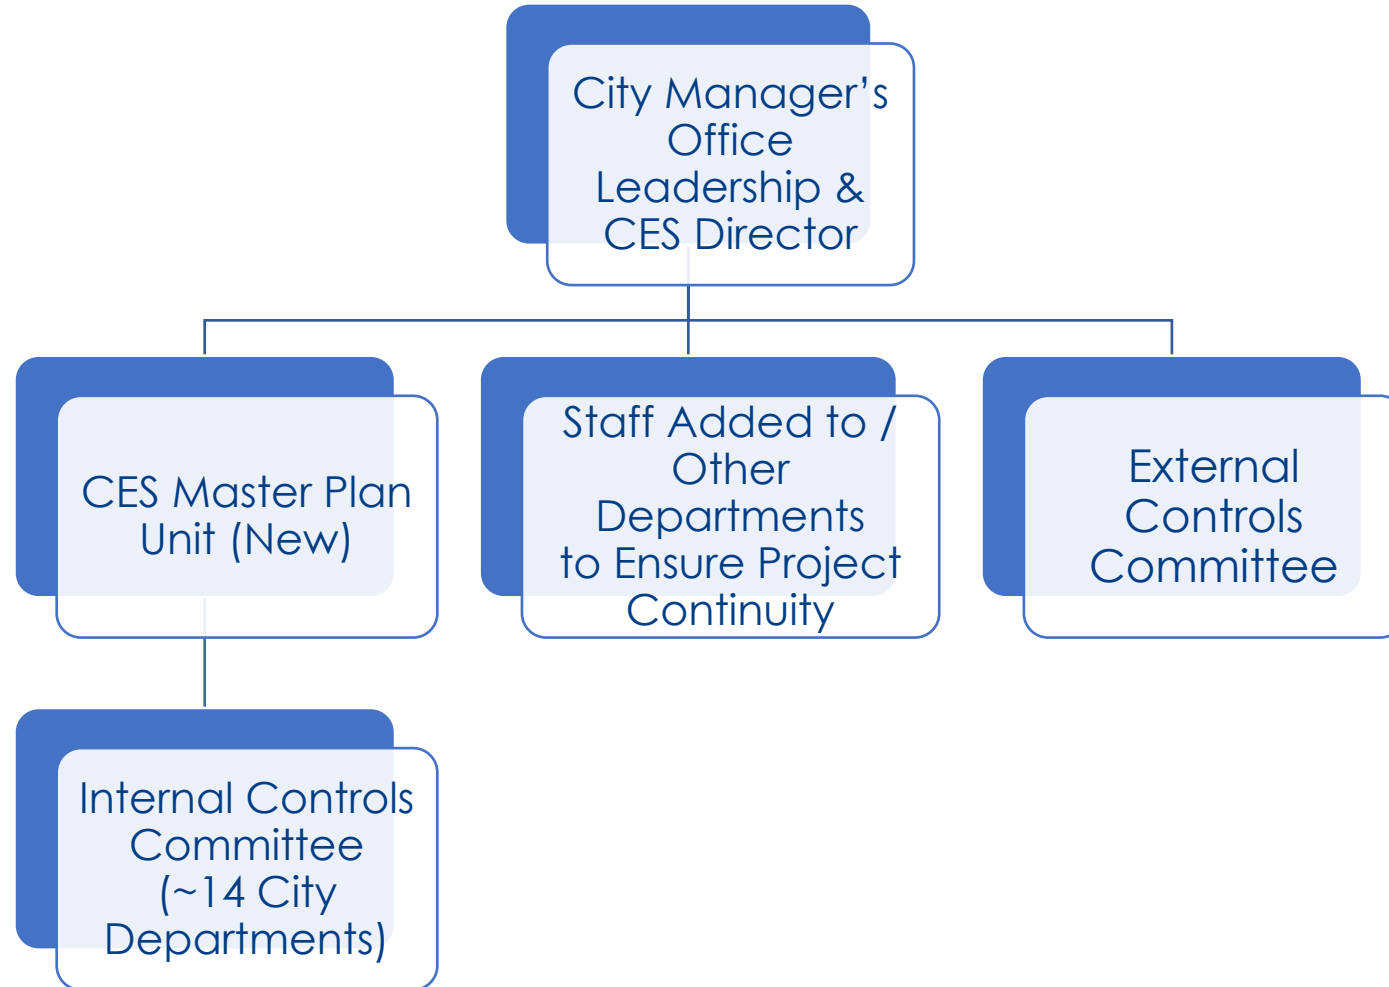 City Manager’s
Office
Leadership &
CES Director
CES Master Plan
Unit (New)
Staff Added to /
Other
Departments
to Ensure Project
Continuity
External
Controls
Committee
Internal Controls
Committee
(~14 City
Departments)